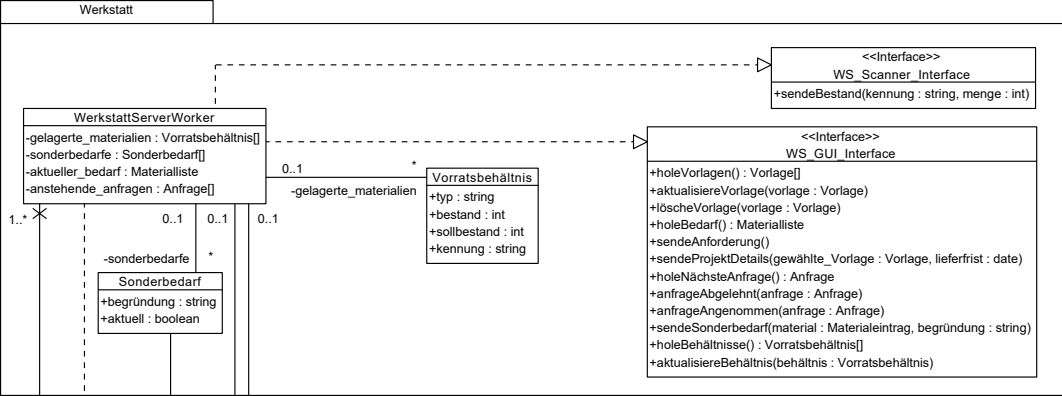 Werkstatt
<<Interface>>
WS_Scanner_Interface
+sendeBestand(kennung : string, menge : int)
WerkstattServerWorker
-gelagerte_materialien : Vorratsbehältnis[]
-sonderbedarfe : Sonderbedarf[]
-aktueller_bedarf : Materialliste
-anstehende_anfragen : Anfrage[]
<<Interface>>
WS_GUI_Interface
+holeVorlagen() : Vorlage[]
+aktualisiereVorlage(vorlage : Vorlage)
+löscheVorlage(vorlage : Vorlage)
+holeBedarf() : Materialliste
+sendeAnforderung()
+sendeProjektDetails(gewählte_Vorlage : Vorlage, lieferfrist : date)
+holeNächsteAnfrage() : Anfrage
+anfrageAbgelehnt(anfrage : Anfrage)
+anfrageAngenommen(anfrage : Anfrage)
+sendeSonderbedarf(material : Materialeintrag, begründung : string)
+holeBehältnisse() : Vorratsbehältnis[]
+aktualisiereBehältnis(behältnis : Vorratsbehältnis)
0..1 *
-gelagerte_materialien
Vorratsbehältnis
+typ : string
+bestand : int
+sollbestand : int
+kennung : string
1..* 0..1 0..1 0..1
-sonderbedarfe *
Sonderbedarf
+begründung : string
+aktuell : boolean